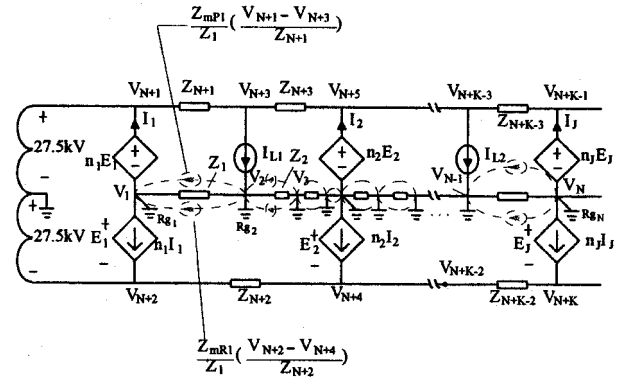 Z_mP1/Z_1 ( (V_N+1 − V_N+3)/Z_N+1 )
V_N+1 Z_N+1 V_N+3 Z_N+3 V_N+5 V_N+K-3 V_N+K-1
+ I_1 I_2 Z_N+K-3 I_J
27.5kV n_1E_1 + − I_L1 n_2E_2 + − I_L2 n_JE_J + −
− Z_1 Z_2
V_1 V_2 V_3 V_N-1 V_N
+ Rg_1 Rg_2 ... Rg_N
27.5kV E_1 + − n_1I_1 E_2 + − n_2I_2 E_J + − n_JI_J
− V_N+K-2
V_N+2 Z_N+2 V_N+4 Z_N+K-2 V_N+K
Z_mR1/Z_1 ( (V_N+2 − V_N+4)/Z_N+2 )